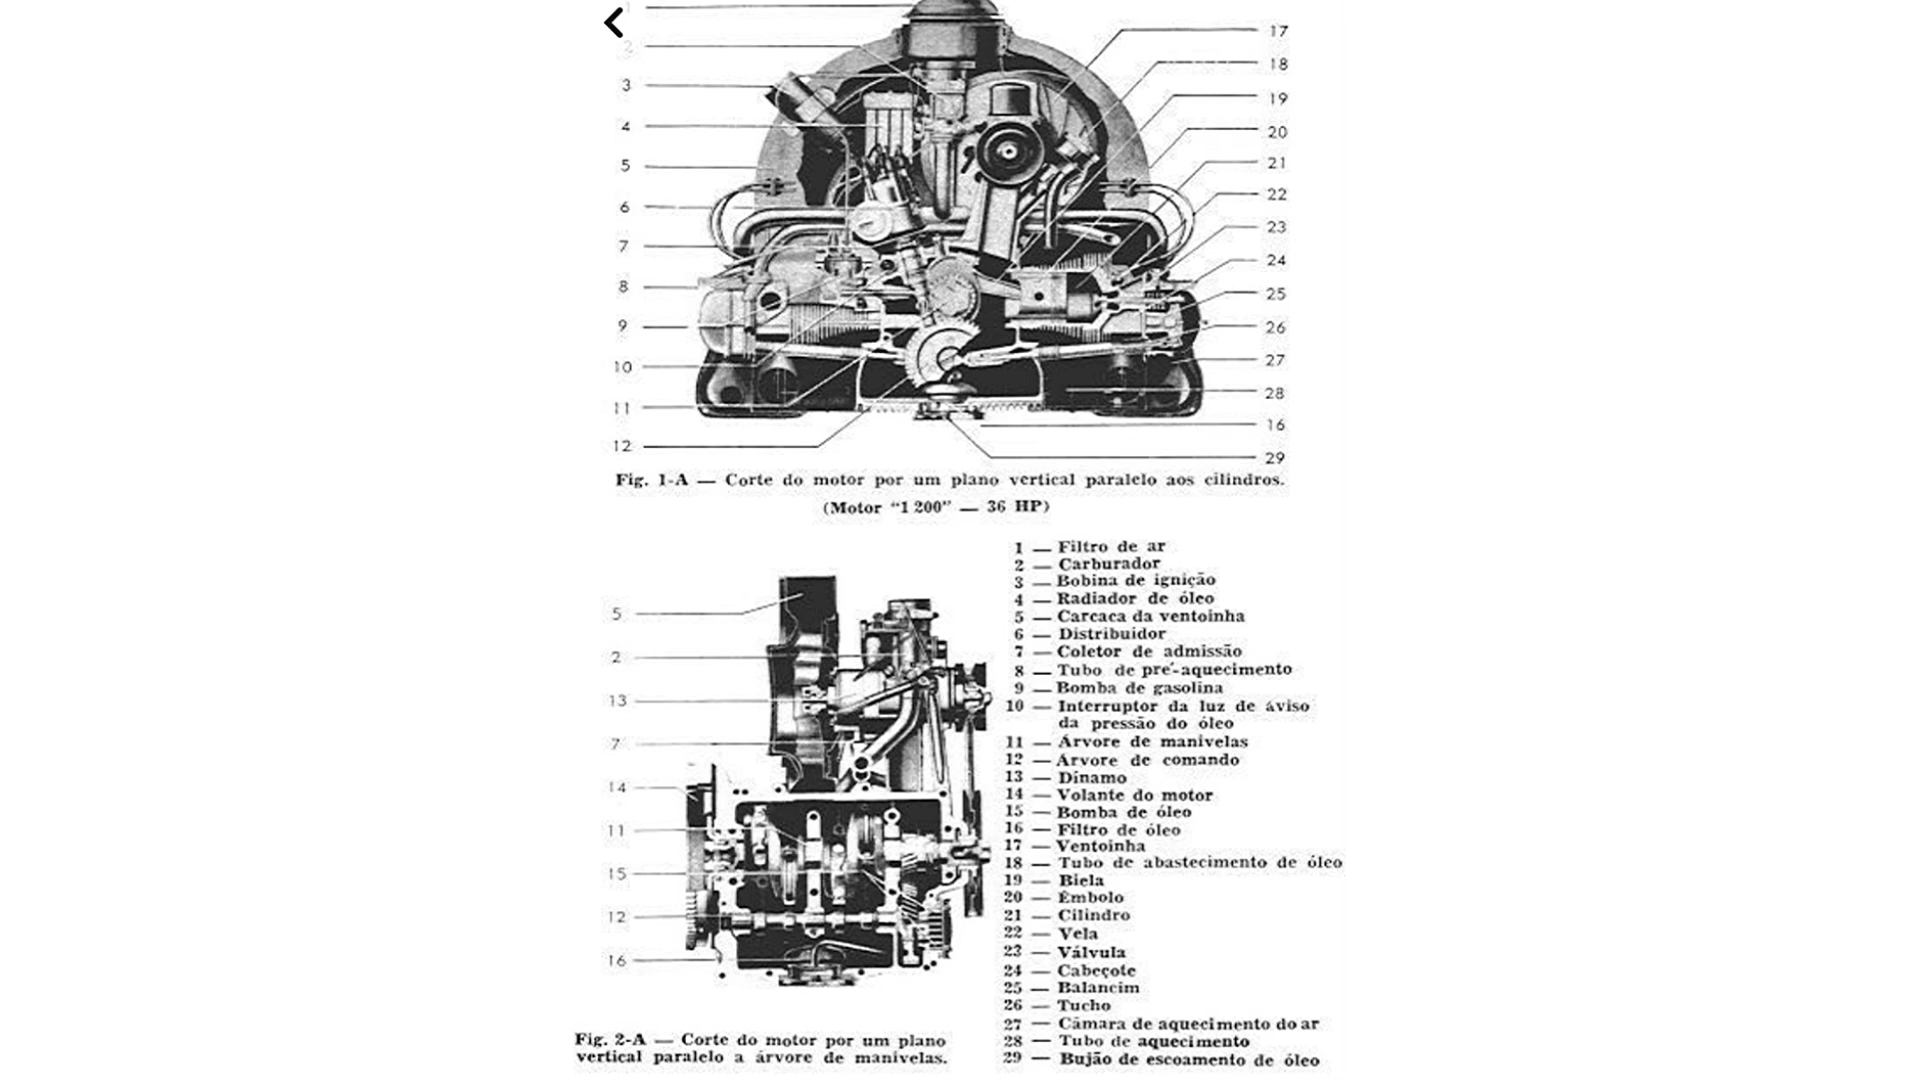 1
2
3
4
5
6
7
8
9
10
11
12
17
18
19
20
21
22
23
24
25
26
27
28
16
29
Fig. 1-A — Corte do motor por um plano vertical paralelo aos cilindros.
(Motor “1 200” — 36 HP)
5
2
13
7
14
11
15
12
16
Fig. 2-A — Corte do motor por um plano
vertical paralelo a árvore de manivelas.
1 — Filtro de ar
2 — Carburador
3 — Bobina de ignição
4 — Radiador de óleo
5 — Carcaca da ventoinha
6 — Distribuidor
7 — Coletor de admissão
8 — Tubo de pré-aquecimento
9 — Bomba de gasolina
10 — Interruptor da luz de áviso
da pressão do óleo
11 — Árvore de manivelas
12 — Árvore de comando
13 — Dínamo
14 — Volante do motor
15 — Bomba de óleo
16 — Filtro de óleo
17 — Ventoinha
18 — Tubo de abastecimento de óleo
19 — Biela
20 — Êmbolo
21 — Cilindro
22 — Vela
23 — Válvula
24 — Cabeçote
25 — Balancim
26 — Tucho
27 — Câmara de aquecimento do ar
28 — Tubo de aquecimento
29 — Bujão de escoamento de óleo